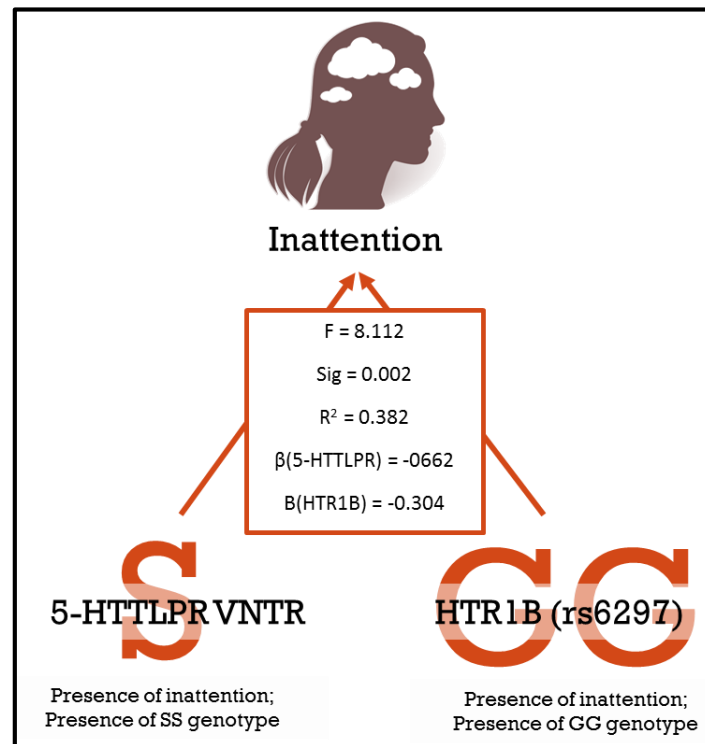 Inattention
F = 8.112
Sig = 0.002
R² = 0.382
β(5-HTTLPR) = -0662
B(HTR1B) = -0.304
S
5-HTTLPR VNTR
GG
HTR1B (rs6297)
Presence of inattention;
Presence of SS genotype
Presence of inattention;
Presence of GG genotype